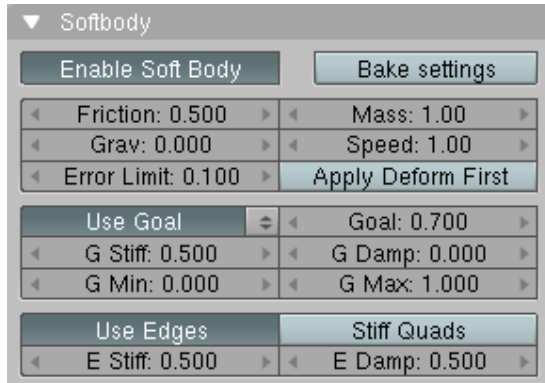 Softbody
Enable Soft Body Bake settings
Friction: 0.500 Mass: 1.00
Grav: 0.000 Speed: 1.00
Error Limit: 0.100 Apply Deform First
Use Goal Goal: 0.700
G Stiff: 0.500 G Damp: 0.000
G Min: 0.000 G Max: 1.000
Use Edges Stiff Quads
E Stiff: 0.500 E Damp: 0.500